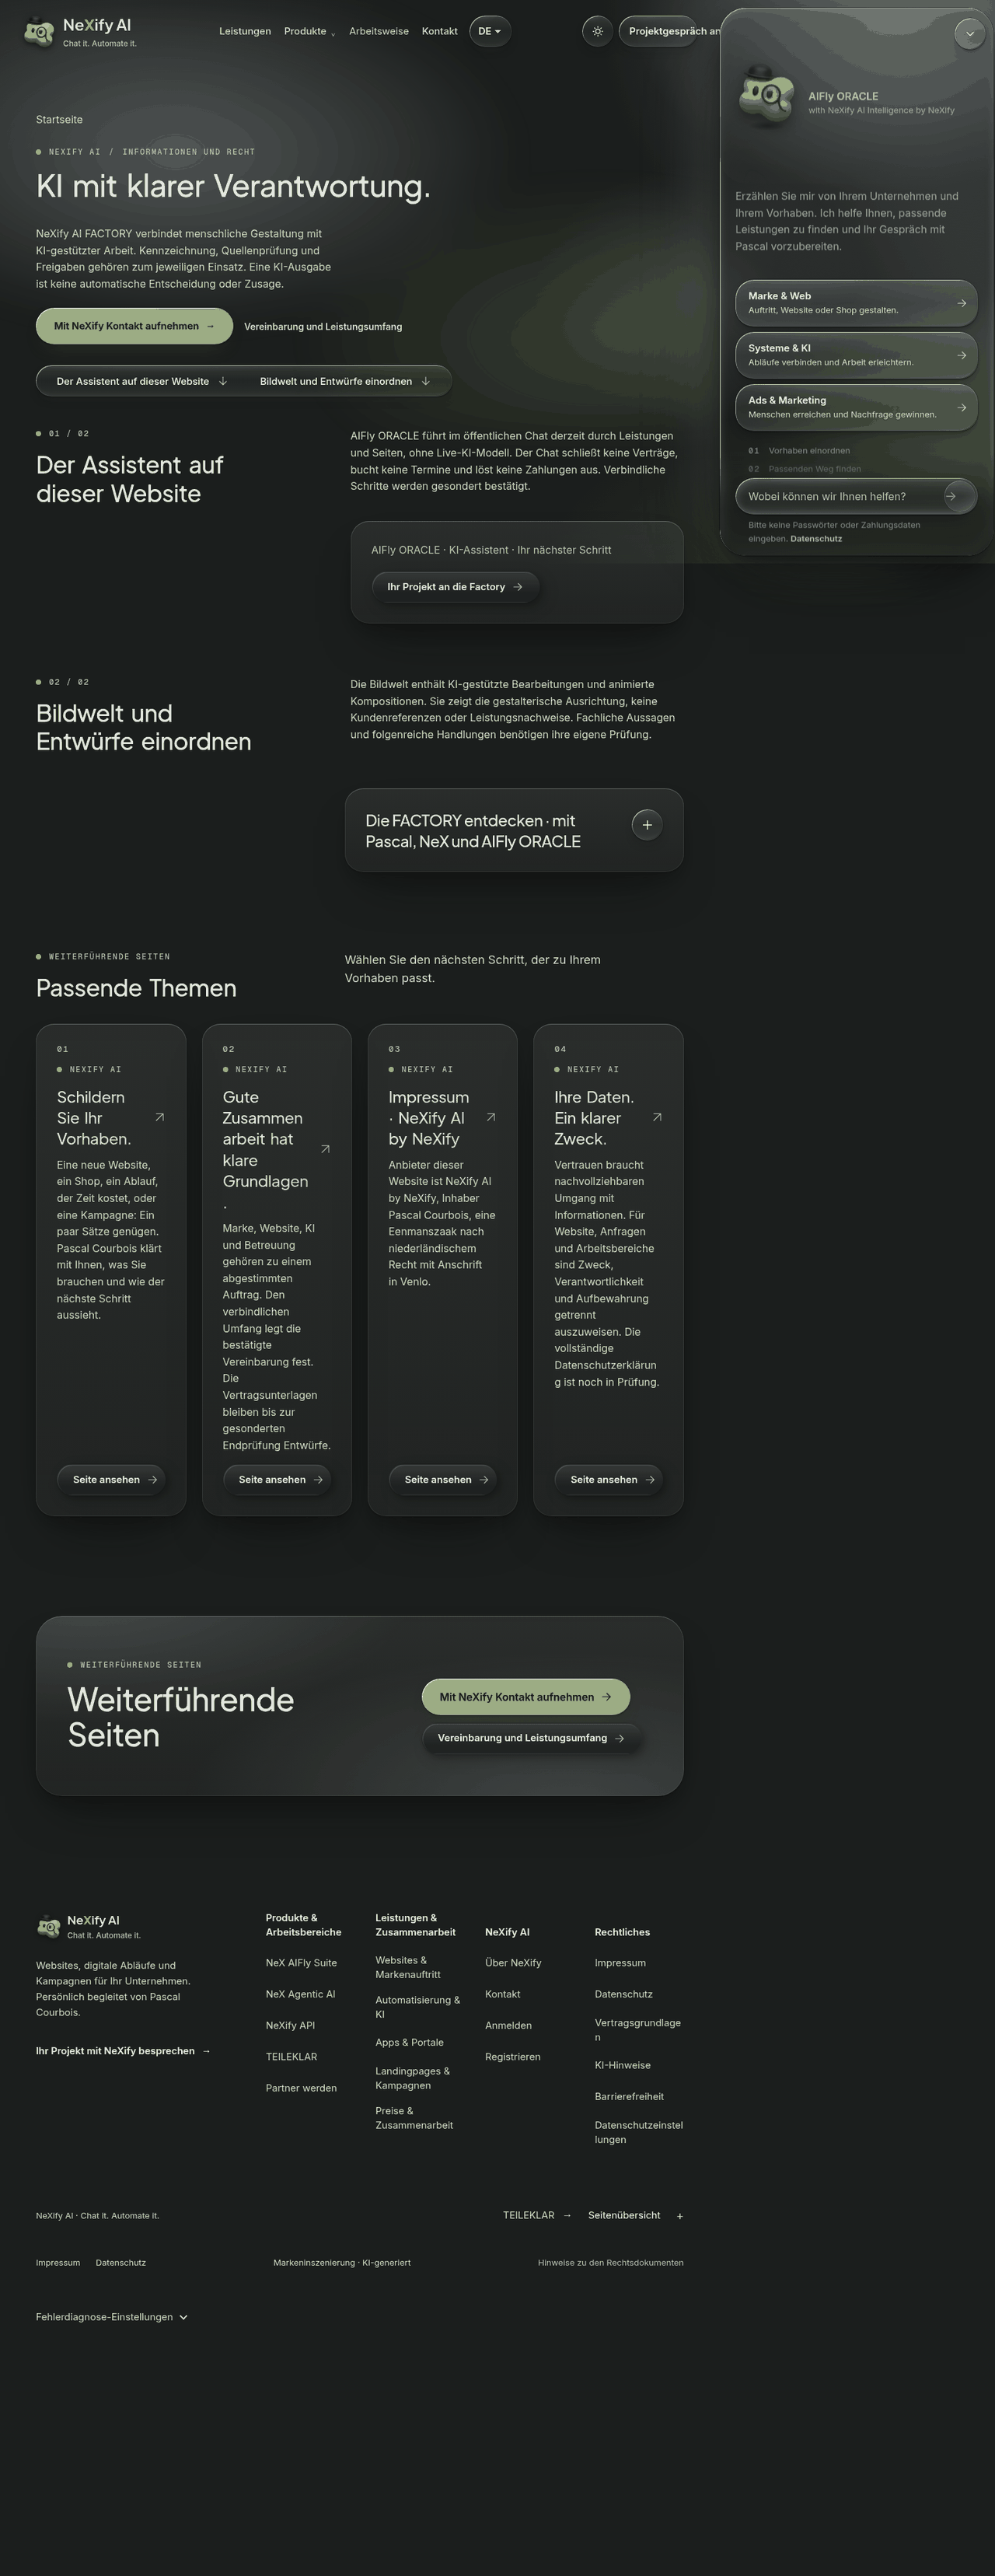 NeXify AI
Chat it. Automate it.
Leistungen
Produkte
Arbeitsweise
Kontakt
DE
Projektgespräch an
Startseite
NEXIFY AI / INFORMATIONEN UND RECHT
KI mit klarer Verantwortung.
NeXify AI FACTORY verbindet menschliche Gestaltung mit
KI-gestützter Arbeit. Kennzeichnung, Quellenprüfung und
Freigaben gehören zum jeweiligen Einsatz. Eine KI-Ausgabe
ist keine automatische Entscheidung oder Zusage.
Mit NeXify Kontakt aufnehmen →
Vereinbarung und Leistungsumfang
Der Assistent auf dieser Website ↓
Bildwelt und Entwürfe einordnen ↓
AIFly ORACLE
with NeXify AI Intelligence by NeXify
Erzählen Sie mir von Ihrem Unternehmen und
Ihrem Vorhaben. Ich helfe Ihnen, passende
Leistungen zu finden und Ihr Gespräch mit
Pascal vorzubereiten.
Marke & Web
Auftritt, Website oder Shop gestalten.
→
Systeme & KI
Abläufe verbinden und Arbeit erleichtern.
→
Ads & Marketing
Menschen erreichen und Nachfrage gewinnen.
→
01 Vorhaben einordnen
02 Passenden Weg finden
Wobei können wir Ihnen helfen? →
Bitte keine Passwörter oder Zahlungsdaten
eingeben. Datenschutz
01 / 02
Der Assistent auf
dieser Website
AIFly ORACLE führt im öffentlichen Chat derzeit durch Leistungen
und Seiten, ohne Live-KI-Modell. Der Chat schließt keine Verträge,
bucht keine Termine und löst keine Zahlungen aus. Verbindliche
Schritte werden gesondert bestätigt.
AIFly ORACLE · KI-Assistent · Ihr nächster Schritt
Ihr Projekt an die Factory →
02 / 02
Bildwelt und
Entwürfe einordnen
Die Bildwelt enthält KI-gestützte Bearbeitungen und animierte
Kompositionen. Sie zeigt die gestalterische Ausrichtung, keine
Kundenreferenzen oder Leistungsnachweise. Fachliche Aussagen
und folgenreiche Handlungen benötigen ihre eigene Prüfung.
Die FACTORY entdecken · mit
Pascal, NeX und AIFly ORACLE
+
WEITERFÜHRENDE SEITEN
Passende Themen
Wählen Sie den nächsten Schritt, der zu Ihrem
Vorhaben passt.
01
NEXIFY AI
Schildern
Sie Ihr
Vorhaben.
Eine neue Website,
ein Shop, ein Ablauf,
der Zeit kostet, oder
eine Kampagne: Ein
paar Sätze genügen.
Pascal Courbois klärt
mit Ihnen, was Sie
brauchen und wie der
nächste Schritt
aussieht.
Seite ansehen →
02
NEXIFY AI
Gute
Zusammen
arbeit hat
klare
Grundlagen
.
Marke, Website, KI
und Betreuung
gehören zu einem
abgestimmten
Auftrag. Den
verbindlichen
Umfang legt die
bestätigte
Vereinbarung fest.
Die
Vertragsunterlagen
bleiben bis zur
gesonderten
Endprüfung Entwürfe.
Seite ansehen →
03
NEXIFY AI
Impressum
· NeXify AI
by NeXify
Anbieter dieser
Website ist NeXify AI
by NeXify, Inhaber
Pascal Courbois, eine
Eenmanszaak nach
niederländischem
Recht mit Anschrift
in Venlo.
Seite ansehen →
04
NEXIFY AI
Ihre Daten.
Ein klarer
Zweck.
Vertrauen braucht
nachvollziehbaren
Umgang mit
Informationen. Für
Website, Anfragen
und Arbeitsbereiche
sind Zweck,
Verantwortlichkeit
und Aufbewahrung
getrennt
auszuweisen. Die
vollständige
Datenschutzerklärun
g ist noch in Prüfung.
Seite ansehen →
WEITERFÜHRENDE SEITEN
Weiterführende
Seiten
Mit NeXify Kontakt aufnehmen →
Vereinbarung und Leistungsumfang →
NeXify AI
Chat it. Automate it.
Websites, digitale Abläufe und
Kampagnen für Ihr Unternehmen.
Persönlich begleitet von Pascal
Courbois.
Ihr Projekt mit NeXify besprechen →
Produkte &
Arbeitsbereiche
NeX AIFly Suite
NeX Agentic AI
NeXify API
TEILEKLAR
Partner werden
Leistungen &
Zusammenarbeit
Websites &
Markenauftritt
Automatisierung &
KI
Apps & Portale
Landingpages &
Kampagnen
Preise &
Zusammenarbeit
NeXify AI
Über NeXify
Kontakt
Anmelden
Registrieren
Rechtliches
Impressum
Datenschutz
Vertragsgrundlage
n
KI-Hinweise
Barrierefreiheit
Datenschutzeinstel
lungen
NeXify AI · Chat it. Automate it.
TEILEKLAR →
Seitenübersicht +
Impressum
Datenschutz
Markeninszenierung · KI-generiert
Hinweise zu den Rechtsdokumenten
Fehlerdiagnose-Einstellungen